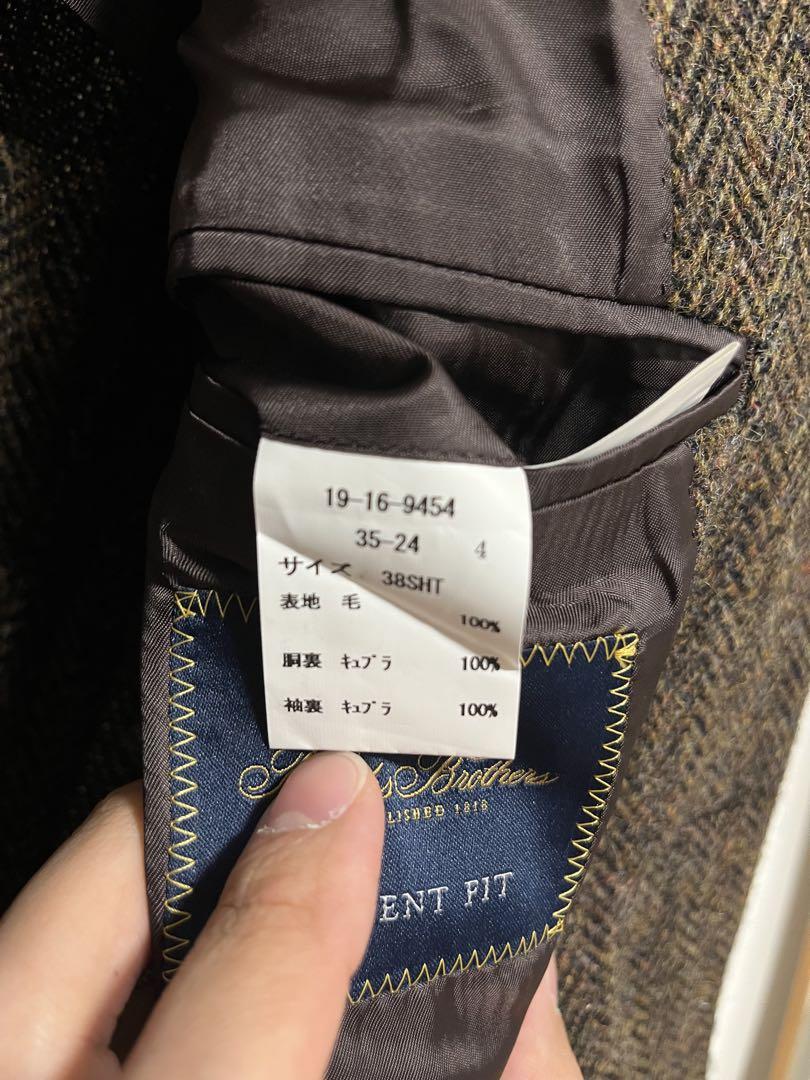 19-16-9454
35-24 4
サイズ 38SHT
表地 毛 100%
胴裏 キュプラ 100%
袖裏 キュプラ 100%
Brothers
LISHED 1818
ENT FIT